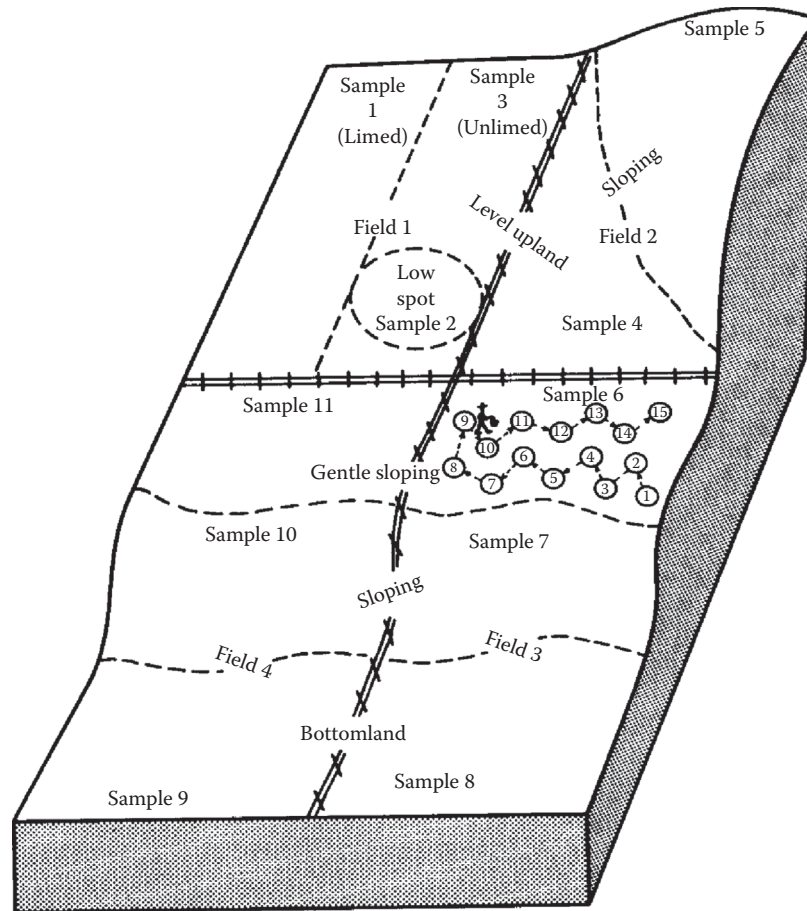 Sample 5
Sample
1
(Limed)
Sample
3
(Unlimed)
Sloping
Level upland
Field 1
Field 2
Low
spot
Sample 2
Sample 4
Sample 11
Sample 6
9
10
11
12
13
14
15
8
7
6
5
4
3
2
1
Gentle sloping
Sample 10
Sample 7
Sloping
Field 4
Field 3
Bottomland
Sample 9
Sample 8